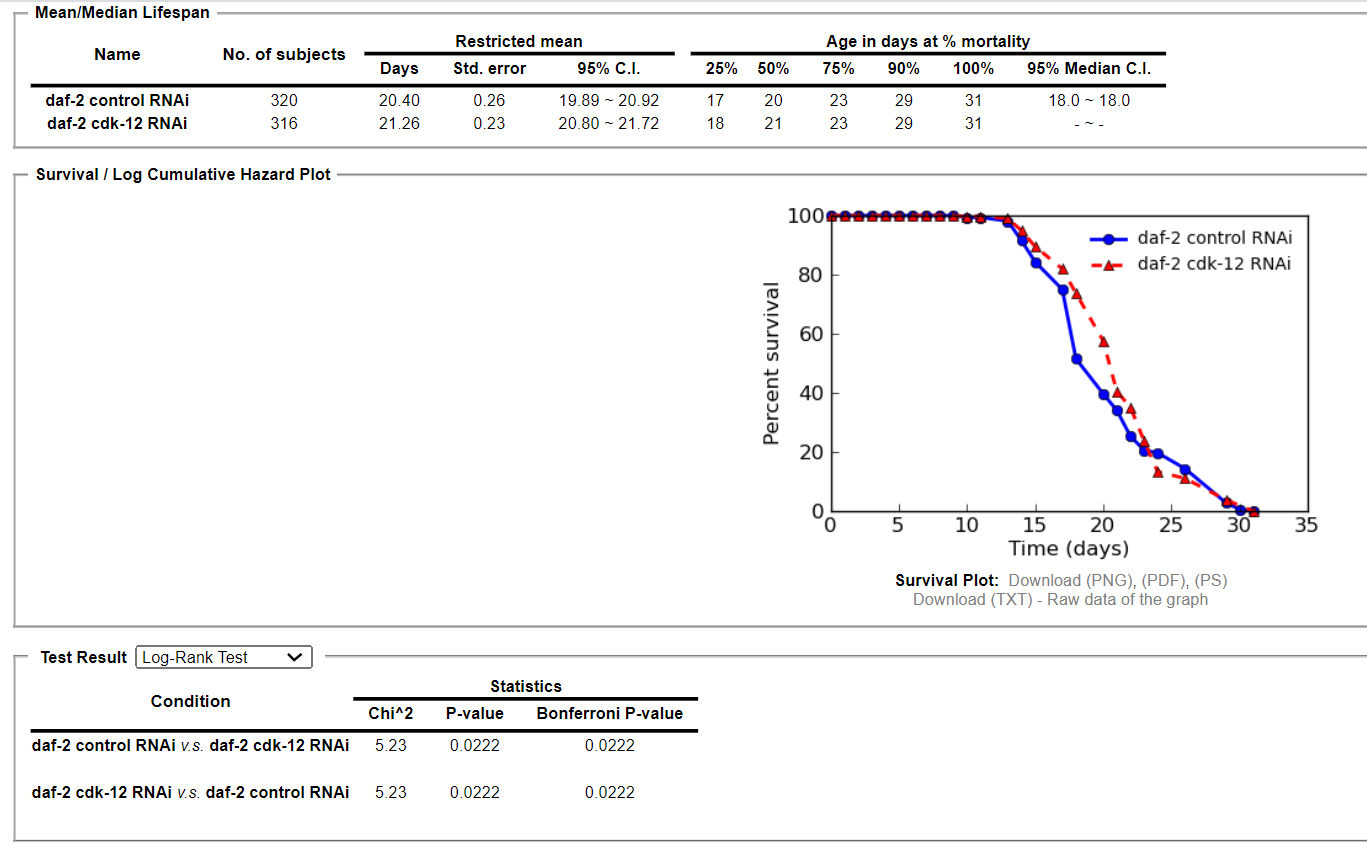 Mean/Median Lifespan
Name No. of subjects Restricted mean Age in days at % mortality
Days Std. error 95% C.I. 25% 50% 75% 90% 100% 95% Median C.I.
daf-2 control RNAi 320 20.40 0.26 19.89 ~ 20.92 17 20 23 29 31 18.0 ~ 18.0
daf-2 cdk-12 RNAi 316 21.26 0.23 20.80 ~ 21.72 18 21 23 29 31 - ~ -
Survival / Log Cumulative Hazard Plot
100
80
60
40
20
0
Percent survival
daf-2 control RNAi
daf-2 cdk-12 RNAi
0 5 10 15 20 25 30 35
Time (days)
Survival Plot: Download (PNG), (PDF), (PS)
Download (TXT) - Raw data of the graph
Test Result Log-Rank Test
Condition Statistics
Chi^2 P-value Bonferroni P-value
daf-2 control RNAi v.s. daf-2 cdk-12 RNAi 5.23 0.0222 0.0222
daf-2 cdk-12 RNAi v.s. daf-2 control RNAi 5.23 0.0222 0.0222